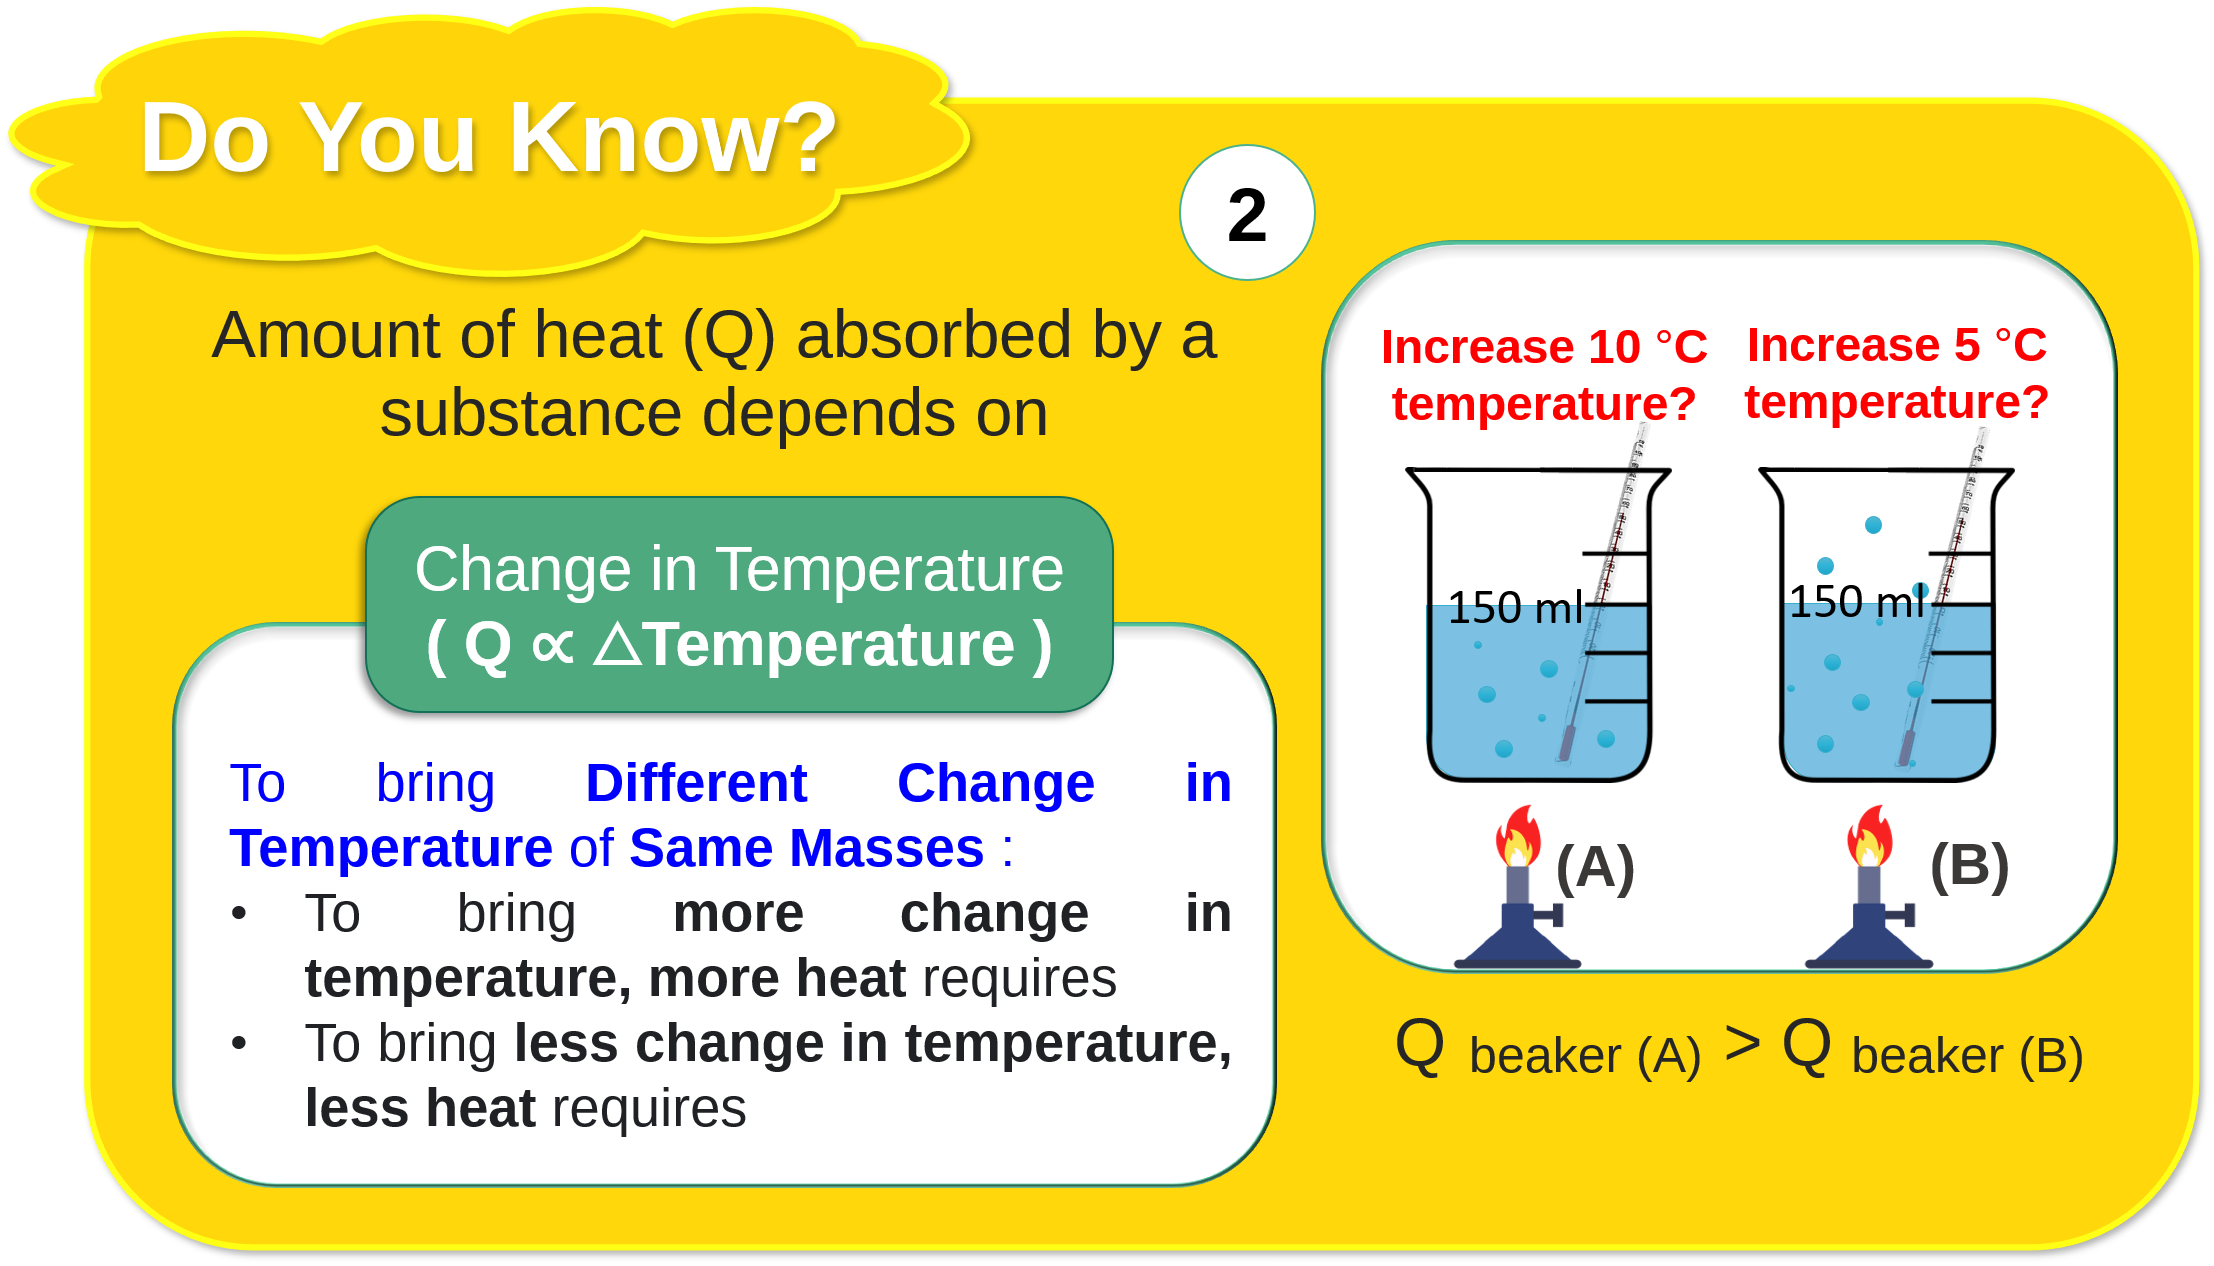 Do You Know?
2
Amount of heat (Q) absorbed by a
substance depends on
Change in Temperature
( Q ∝ △Temperature )
To bring Different Change in
Temperature of Same Masses :
• To bring more change in
temperature, more heat requires
• To bring less change in temperature,
less heat requires
Increase 10 °C
temperature?
Increase 5 °C
temperature?
150 ml
150 ml
(A)
(B)
Q beaker (A) > Q beaker (B)